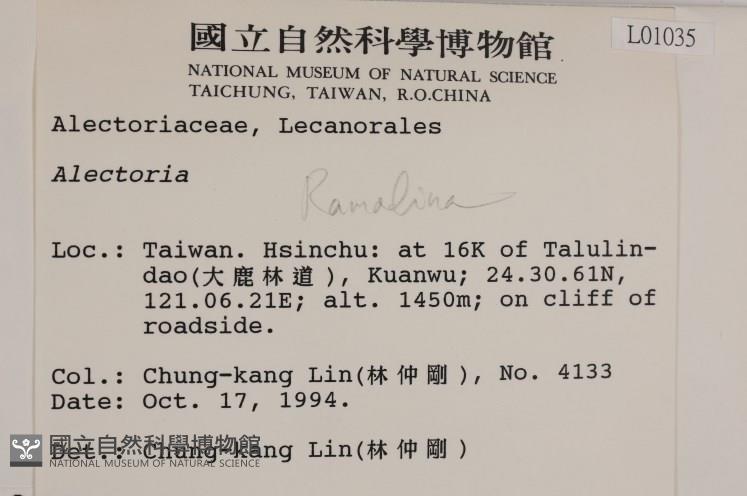 國立自然科學博物館
L01035
NATIONAL MUSEUM OF NATURAL SCIENCE
TAICHUNG, TAIWAN, R.O.CHINA
Alectoriaceae, Lecanorales
Alectoria
Ramalina
Loc.: Taiwan. Hsinchu: at 16K of Talulin-
dao(大鹿林道), Kuanwu; 24.30.61N,
121.06.21E; alt. 1450m; on cliff of
roadside.
Col.: Chung-kang Lin(林仲剛), No. 4133
Date: Oct. 17, 1994.
Det.: Chung-kang Lin(林仲剛)
國立自然科學博物館
NATIONAL MUSEUM OF NATURAL SCIENCE